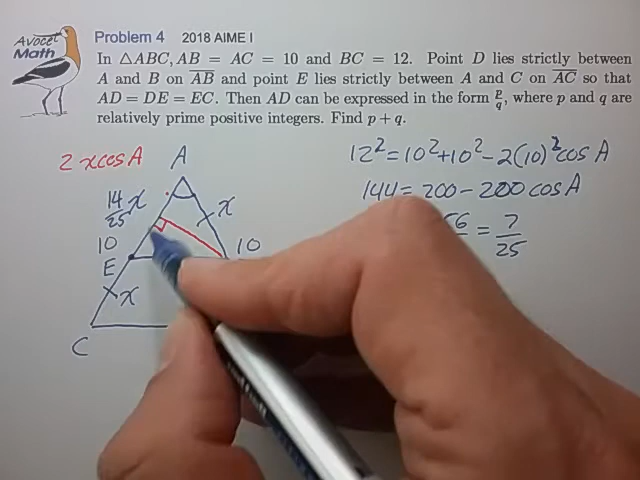 Avocet
Math
Problem 4 2018 AIME I
In △ABC, AB = AC = 10 and BC = 12. Point D lies strictly between
A and B on AB and point E lies strictly between A and C on AC so that
AD = DE = EC. Then AD can be expressed in the form p/q, where p and q are
relatively prime positive integers. Find p + q.
2 x cos A
A
14/25 x
x
10
10
E
x
C
12² = 10² + 10² − 2(10)² cos A
144 = 200 − 200 cos A
= 7/25